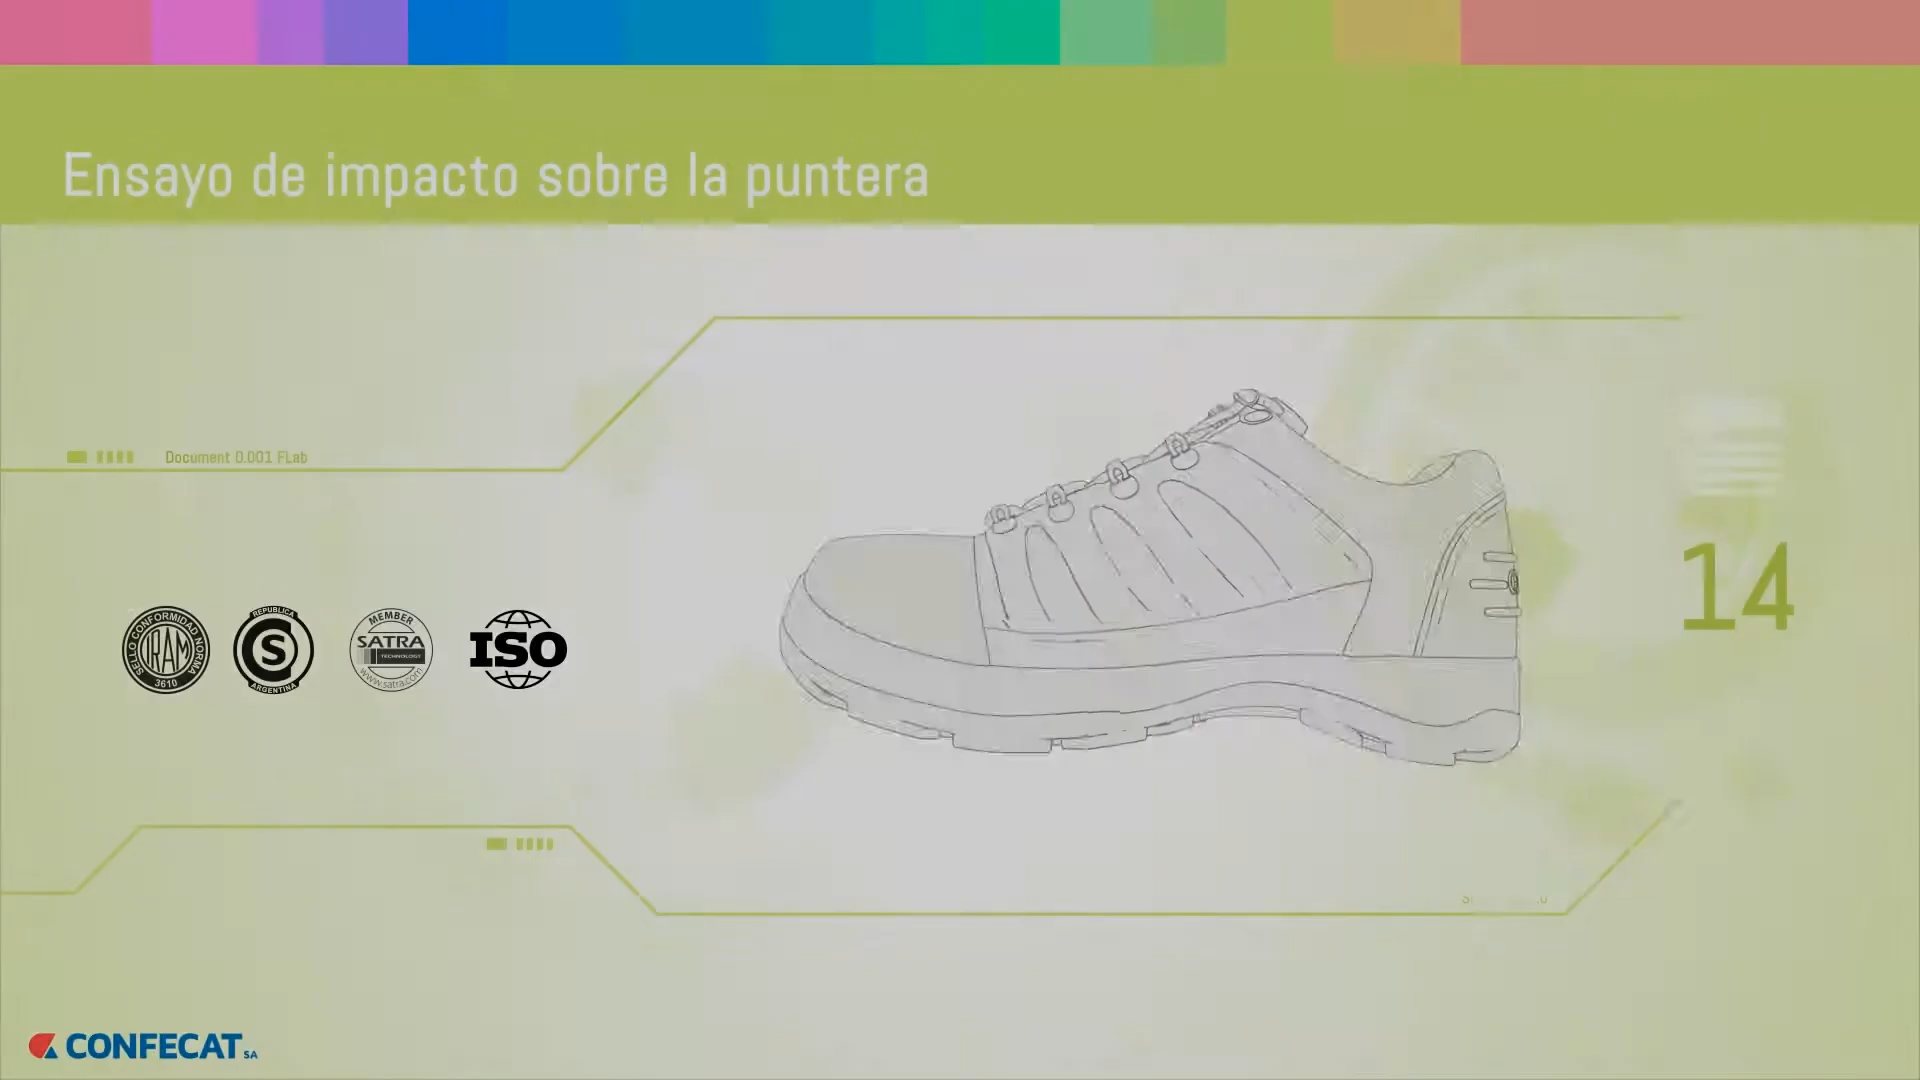 Ensayo de impacto sobre la puntera
Document 0.001 FLab
14
SELLO CONFORMIDAD NORMA
IRAM
3610
REPUBLICA
S
ARGENTINA
MEMBER
SATRA
TECHNOLOGY
www.satra.com
ISO
CONFECAT SA